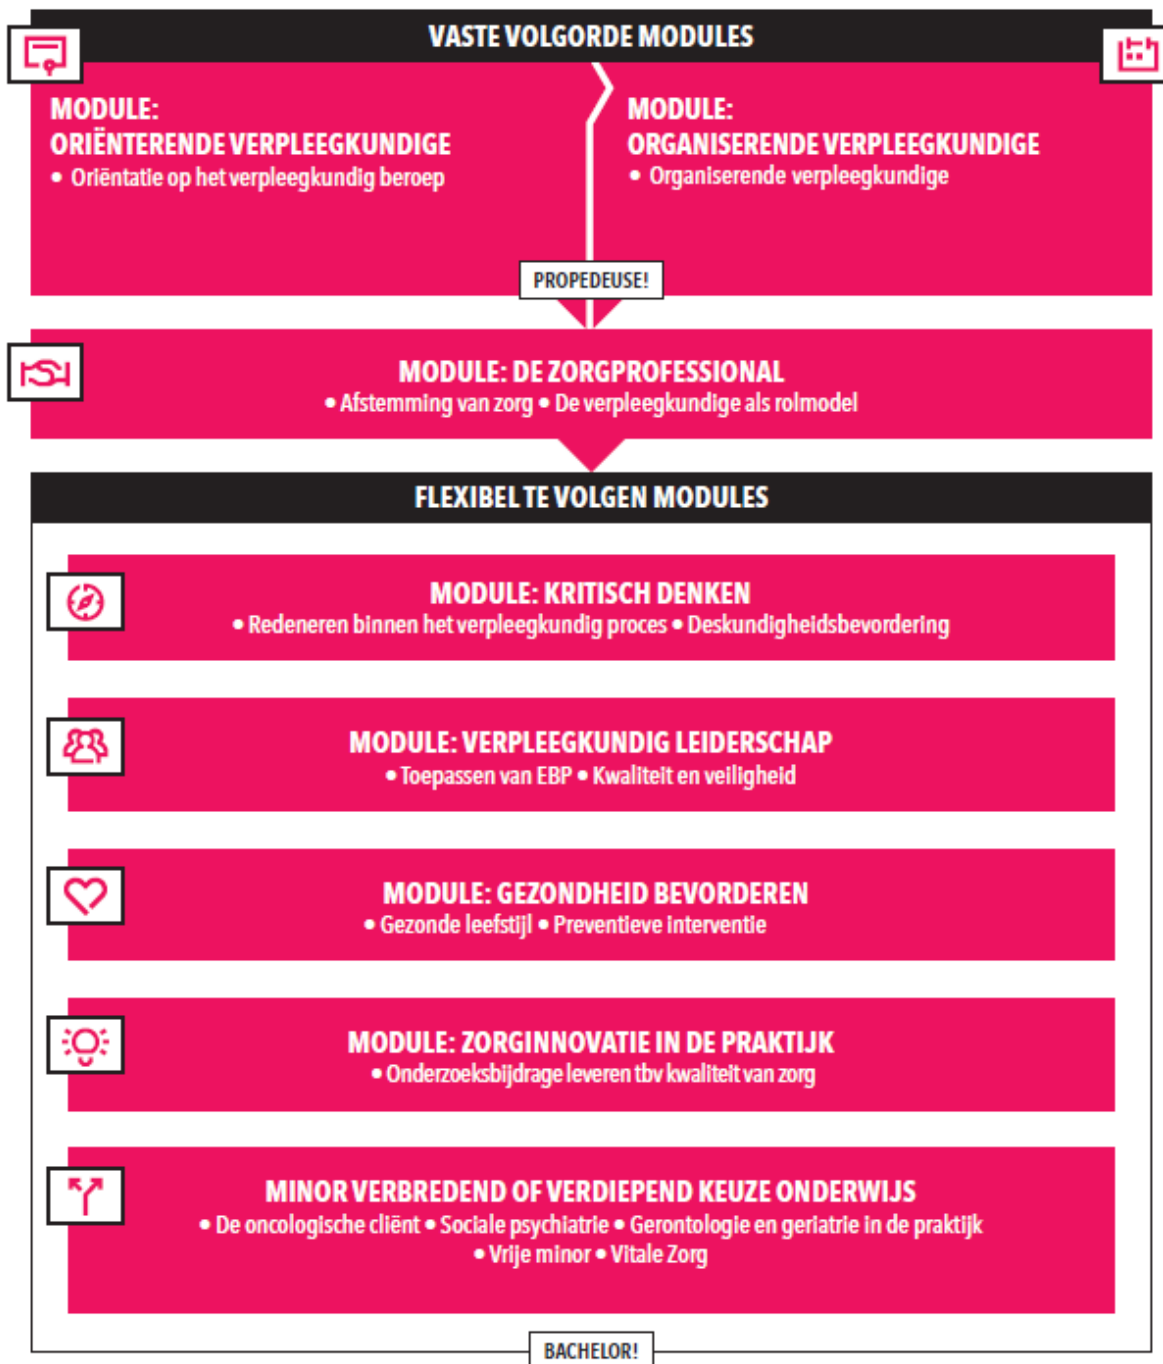 VASTE VOLGORDE MODULES
MODULE:
ORIËNTERENDE VERPLEEGKUNDIGE
• Oriëntatie op het verpleegkundig beroep
MODULE:
ORGANISERENDE VERPLEEGKUNDIGE
• Organiserende verpleegkundige
PROPEDEUSE!
MODULE: DE ZORGPROFESSIONAL
• Afstemming van zorg • De verpleegkundige als rolmodel
FLEXIBEL TE VOLGEN MODULES
MODULE: KRITISCH DENKEN
• Redeneren binnen het verpleegkundig proces • Deskundigheidsbevordering
MODULE: VERPLEEGKUNDIG LEIDERSCHAP
• Toepassen van EBP • Kwaliteit en veiligheid
MODULE: GEZONDHEID BEVORDEREN
• Gezonde leefstijl • Preventieve interventie
MODULE: ZORGINNOVATIE IN DE PRAKTIJK
• Onderzoeksbijdrage leveren tbv kwaliteit van zorg
MINOR VERBREDEND OF VERDIEPEND KEUZE ONDERWIJS
• De oncologische cliënt • Sociale psychiatrie • Gerontologie en geriatrie in de praktijk
• Vrije minor • Vitale Zorg
BACHELOR!